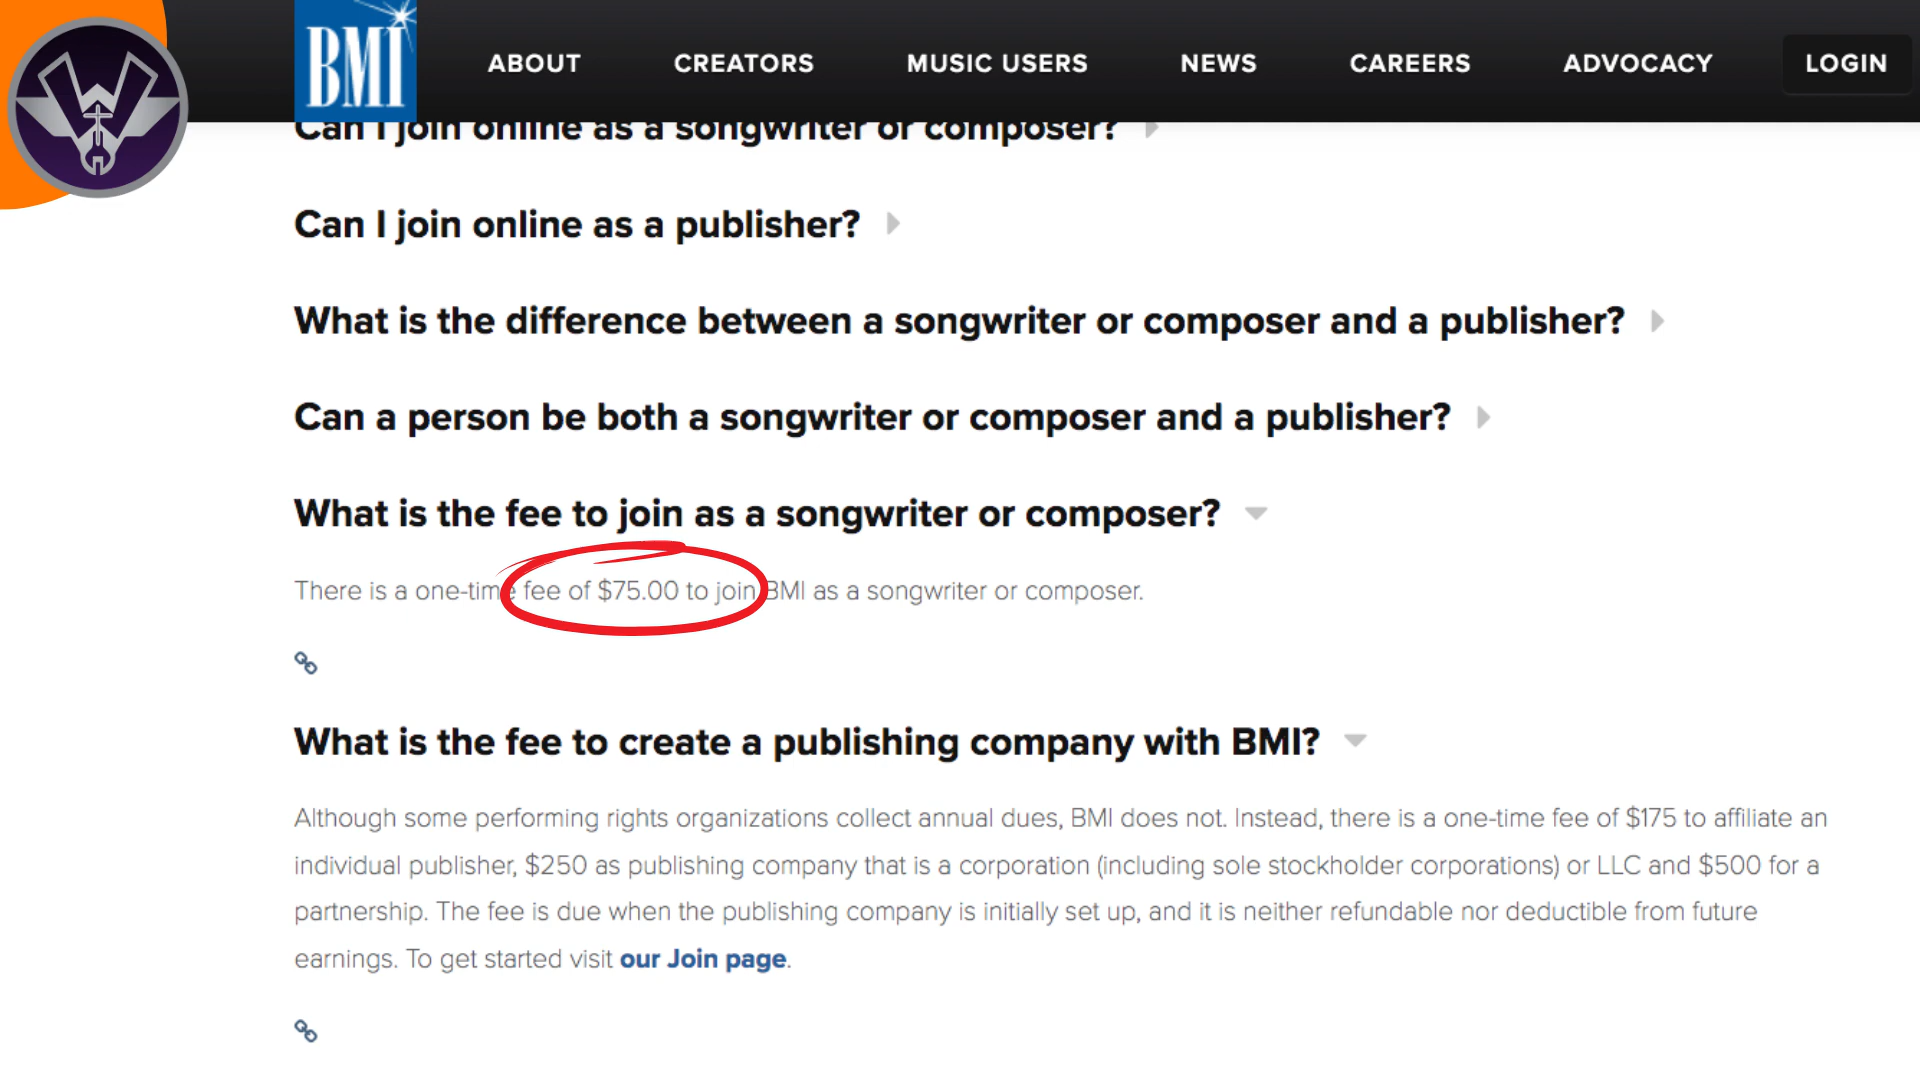 BMI
ABOUT CREATORS MUSIC USERS NEWS CAREERS ADVOCACY LOGIN
Can I join online as a songwriter or composer?
Can I join online as a publisher?
What is the difference between a songwriter or composer and a publisher?
Can a person be both a songwriter or composer and a publisher?
What is the fee to join as a songwriter or composer?
There is a one-time fee of $75.00 to join BMI as a songwriter or composer.
What is the fee to create a publishing company with BMI?
Although some performing rights organizations collect annual dues, BMI does not. Instead, there is a one-time fee of $175 to affiliate an
individual publisher, $250 as publishing company that is a corporation (including sole stockholder corporations) or LLC and $500 for a
partnership. The fee is due when the publishing company is initially set up, and it is neither refundable nor deductible from future
earnings. To get started visit our Join page.